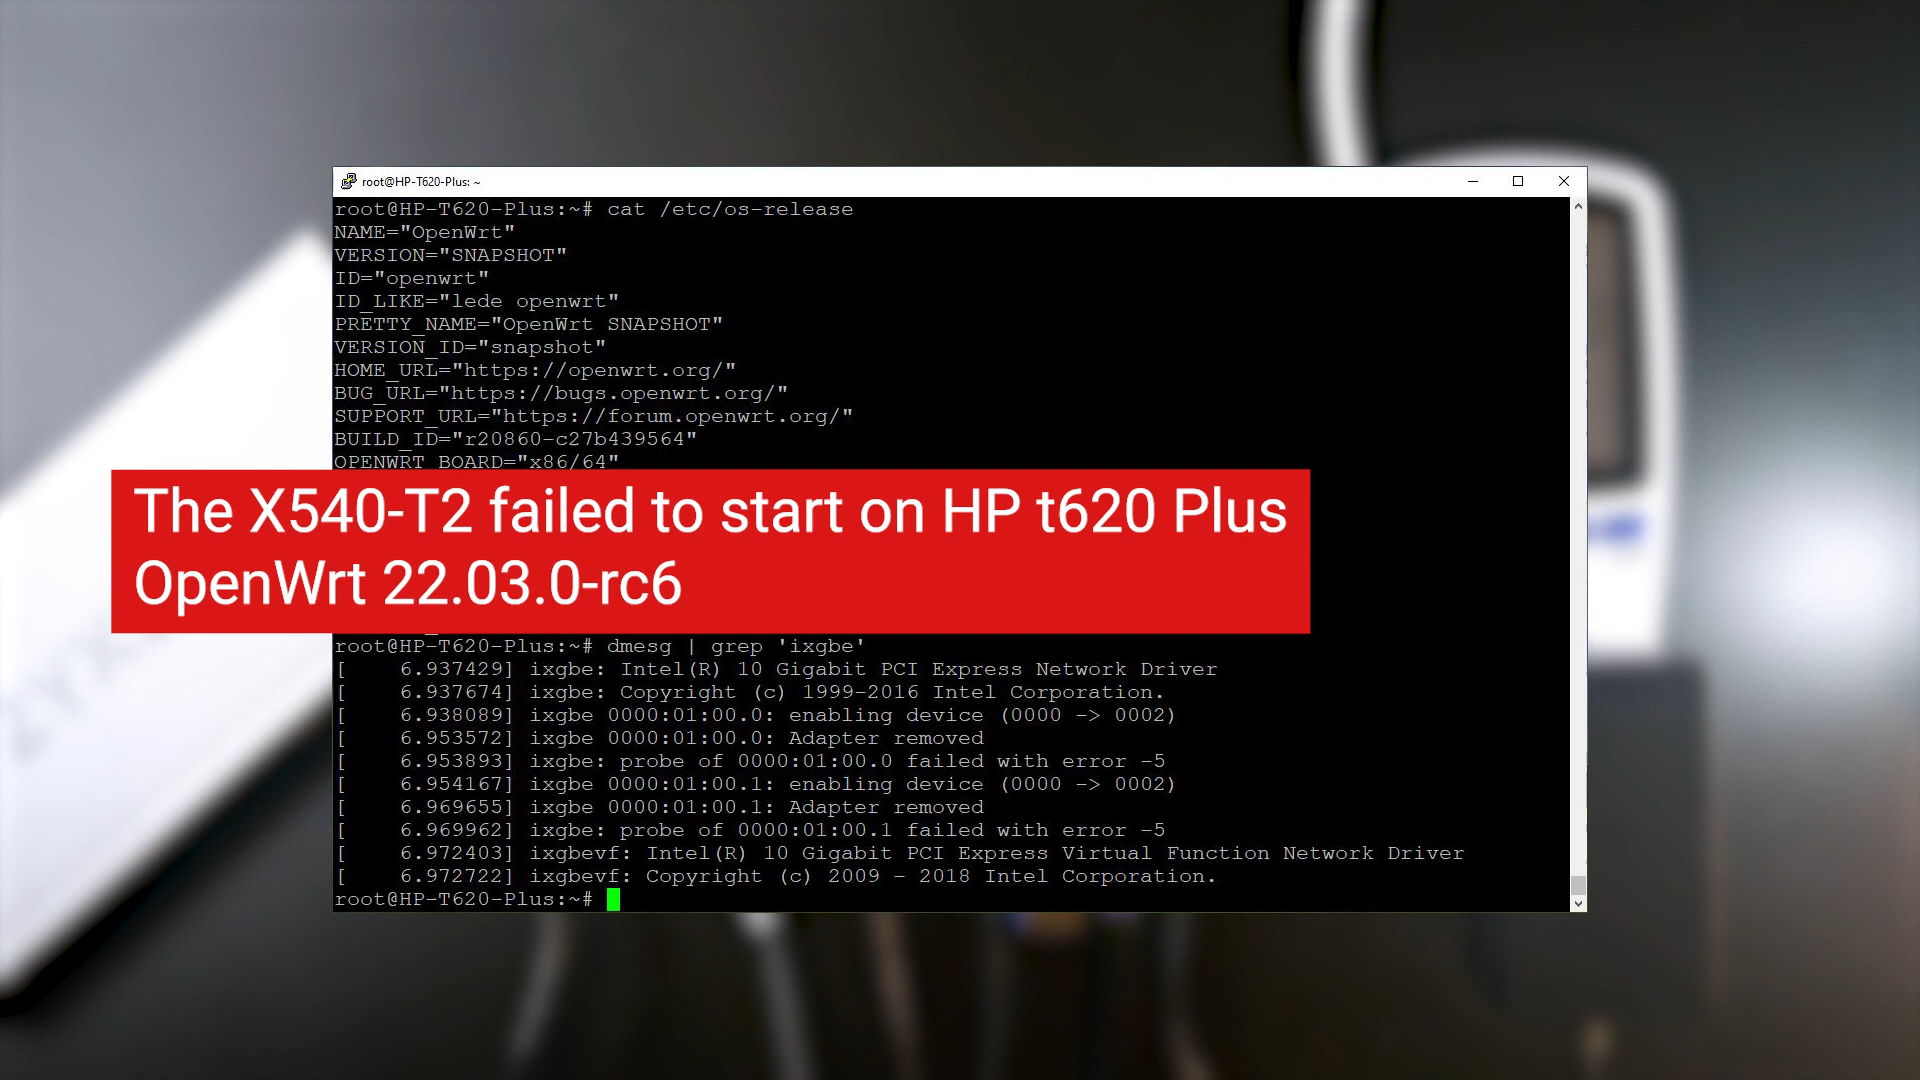 root@HP-T620-Plus: ~
root@HP-T620-Plus:~# cat /etc/os-release
NAME="OpenWrt"
VERSION="SNAPSHOT"
ID="openwrt"
ID_LIKE="lede openwrt"
PRETTY_NAME="OpenWrt SNAPSHOT"
VERSION_ID="snapshot"
HOME_URL="https://openwrt.org/"
BUG_URL="https://bugs.openwrt.org/"
SUPPORT_URL="https://forum.openwrt.org/"
BUILD_ID="r20860-c27b439564"
OPENWRT_BOARD="x86/64"
The X540-T2 failed to start on HP t620 Plus
OpenWrt 22.03.0-rc6
root@HP-T620-Plus:~# dmesg | grep 'ixgbe'
[    6.937429] ixgbe: Intel(R) 10 Gigabit PCI Express Network Driver
[    6.937674] ixgbe: Copyright (c) 1999-2016 Intel Corporation.
[    6.938089] ixgbe 0000:01:00.0: enabling device (0000 -> 0002)
[    6.953572] ixgbe 0000:01:00.0: Adapter removed
[    6.953893] ixgbe: probe of 0000:01:00.0 failed with error -5
[    6.954167] ixgbe 0000:01:00.1: enabling device (0000 -> 0002)
[    6.969655] ixgbe 0000:01:00.1: Adapter removed
[    6.969962] ixgbe: probe of 0000:01:00.1 failed with error -5
[    6.972403] ixgbevf: Intel(R) 10 Gigabit PCI Express Virtual Function Network Driver
[    6.972722] ixgbevf: Copyright (c) 2009 - 2018 Intel Corporation.
root@HP-T620-Plus:~#